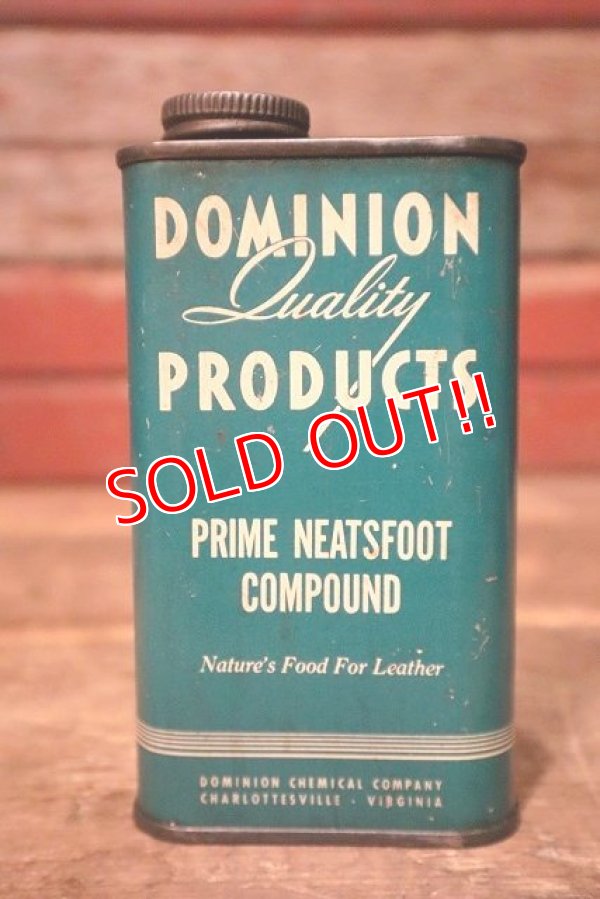 DOMINION
Quality
PRODUCTS
SOLD OUT!!
PRIME NEATSFOOT
COMPOUND
Nature's Food For Leather
DOMINION CHEMICAL COMPANY
CHARLOTTESVILLE - VIRGINIA